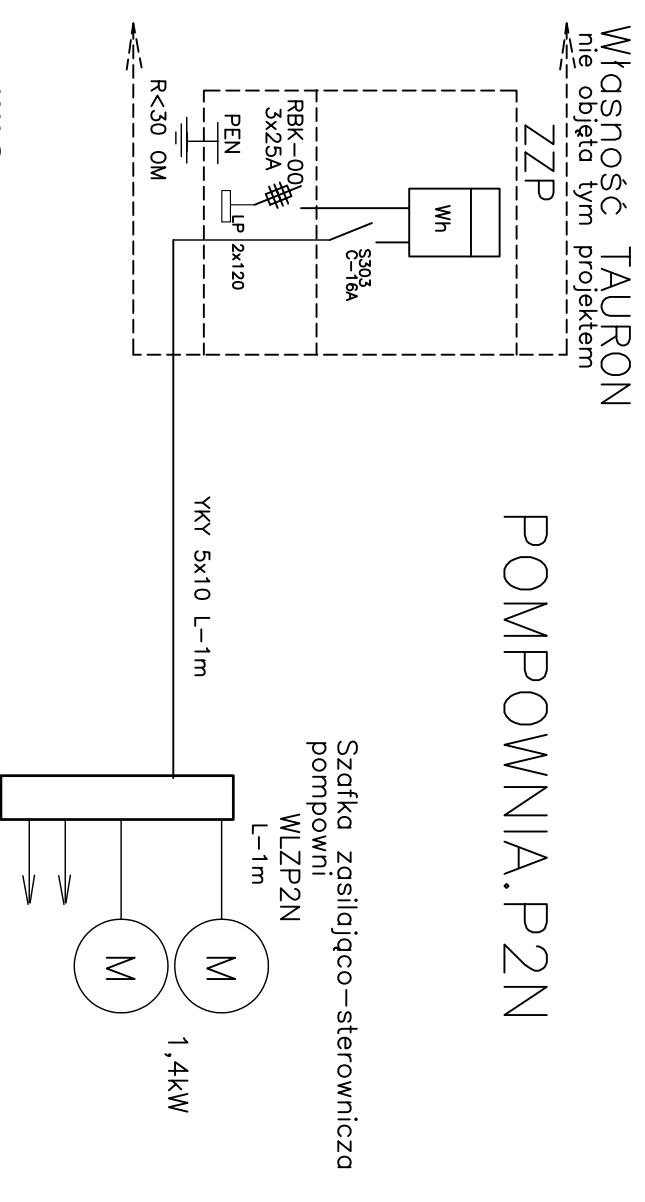 Własność TAURON
nie objęta tym projektem
ZZP
POMPOWNIA.P2N
Wh
S303
C-16A
RBK-00
3x25A
PEN
LP 2x120
R<30 OM
YKY 5x10 L-1m
Szafka zasilająco-sterownicza
pompowni
WLZP2N
L-1m
M
M
1,4kW